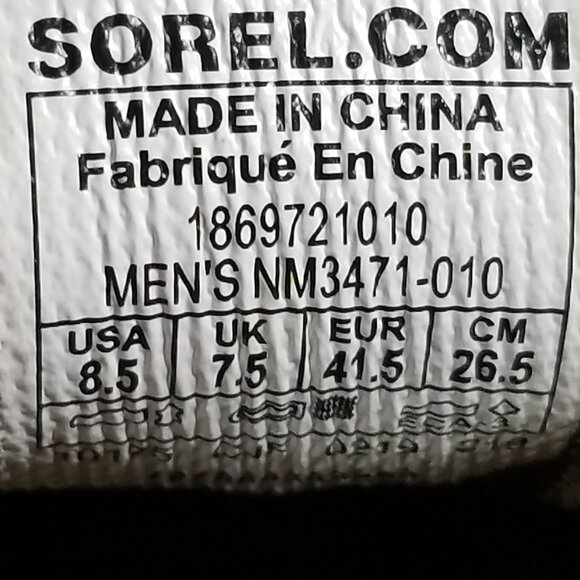 SOREL.COM
MADE IN CHINA
Fabriqué En Chine
1869721010
MEN'S NM3471-010
USA UK EUR CM
8.5 7.5 41.5 26.5